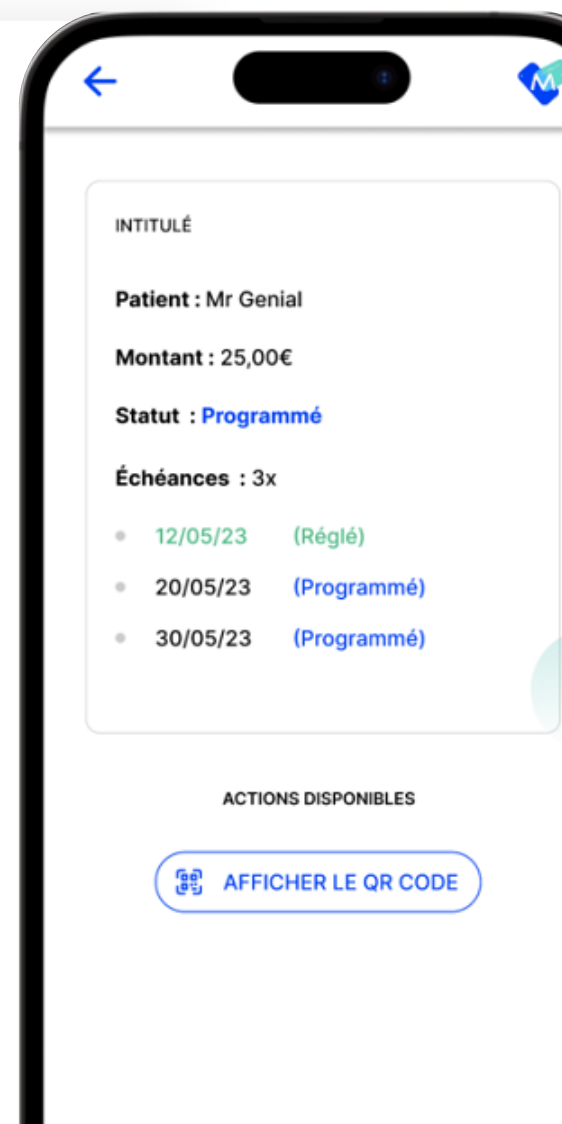 M
INTITULÉ
Patient : Mr Genial
Montant : 25,00€
Statut : Programmé
Échéances : 3x
12/05/23 (Réglé)
20/05/23 (Programmé)
30/05/23 (Programmé)
ACTIONS DISPONIBLES
AFFICHER LE QR CODE